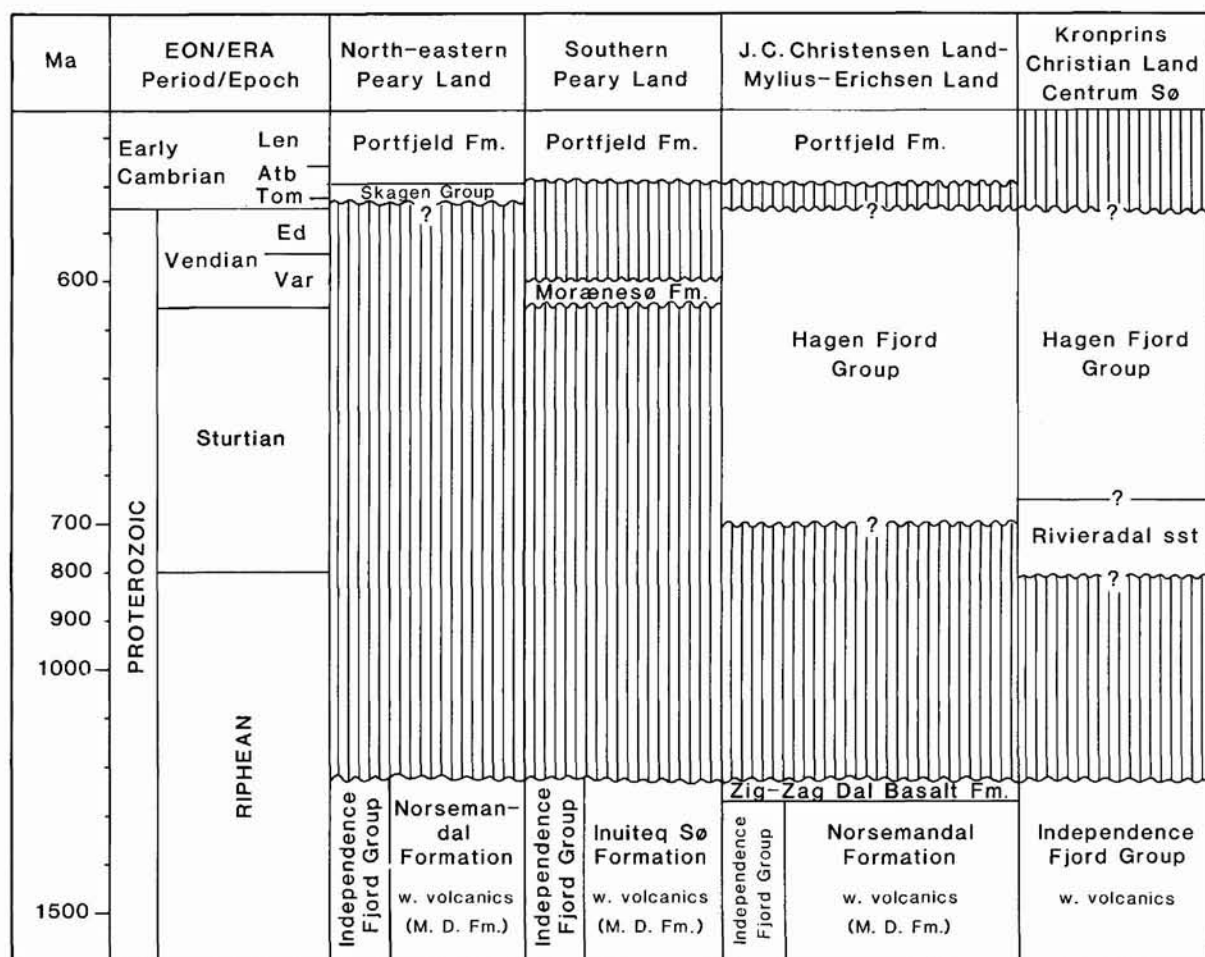 Ma
EON/ERA
Period/Epoch
North-eastern
Peary Land
Southern
Peary Land
J.C. Christensen Land-
Mylius-Erichsen Land
Kronprins
Christian Land
Centrum Sø
Early
Cambrian
Len
Atb
Tom
Portfjeld Fm.
Skagen Group
?
Portfjeld Fm.
Portfjeld Fm.
?
?
Vendian
Ed
Var
600
Morænesø Fm.
Hagen Fjord
Group
Hagen Fjord
Group
Sturtian
PROTEROZOIC
700
?
?
Rivieradal sst
800
?
900
1000
RIPHEAN
Zig-Zag Dal Basalt Fm.
Independence
Fjord Group
Norseman-
dal
Formation
w. volcanics
(M. D. Fm.)
Independence
Fjord Group
Inuiteq Sø
Formation
w. volcanics
(M. D. Fm.)
Independence
Fjord Group
Norsemandal
Formation
w. volcanics
(M. D. Fm.)
Independence
Fjord Group
w. volcanics
1500